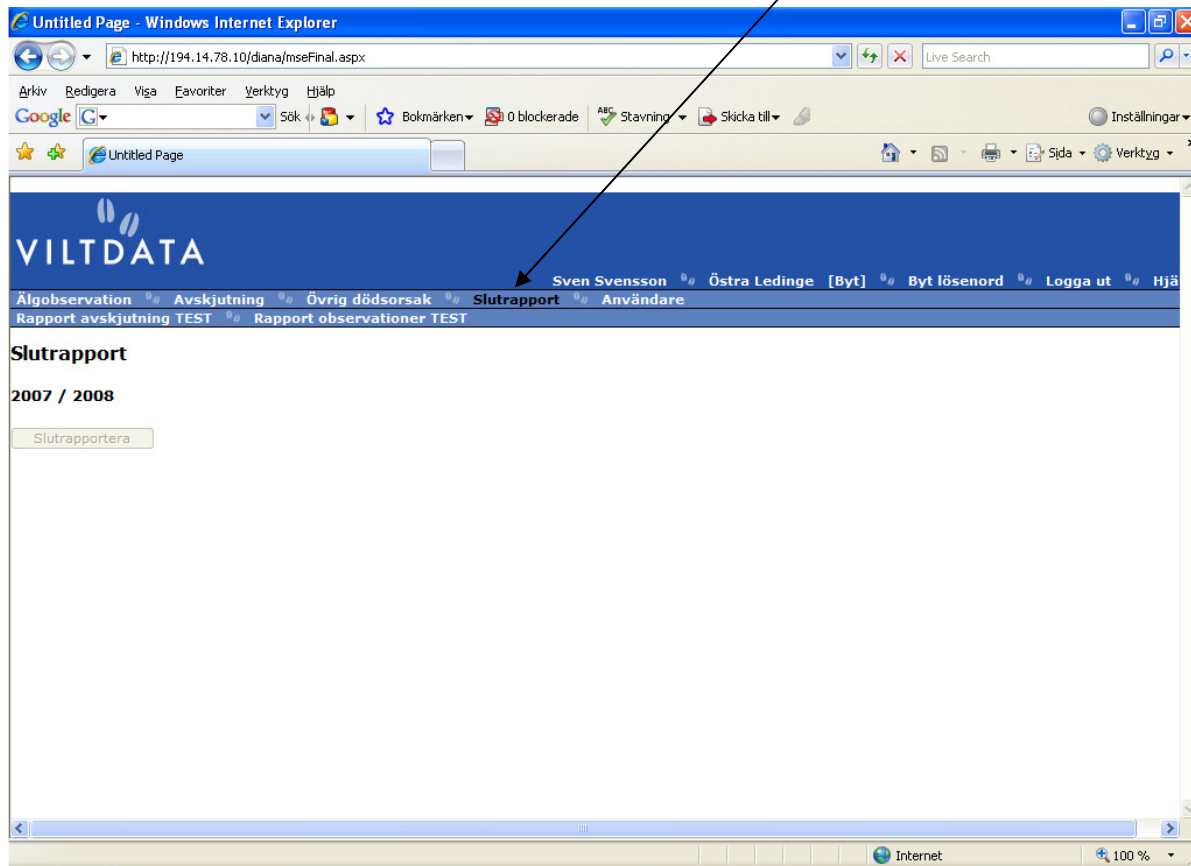 Untitled Page - Windows Internet Explorer
http://194.14.78.10/diana/mseFinal.aspx
Live Search
Arkiv Redigera Visa Favoriter Verktyg Hjälp
Google G Sök Bokmärken 0 blockerade ABC Stavning Skicka till Inställningar
Untitled Page Sida Verktyg
VILTDATA
Sven Svensson Östra Ledinge [Byt] Byt lösenord Logga ut Hjä
Älgobservation Avskjutning Övrig dödsorsak Slutrapport Användare
Rapport avskjutning TEST Rapport observationer TEST
Slutrapport
2007 / 2008
Slutrapportera
Internet 100 %